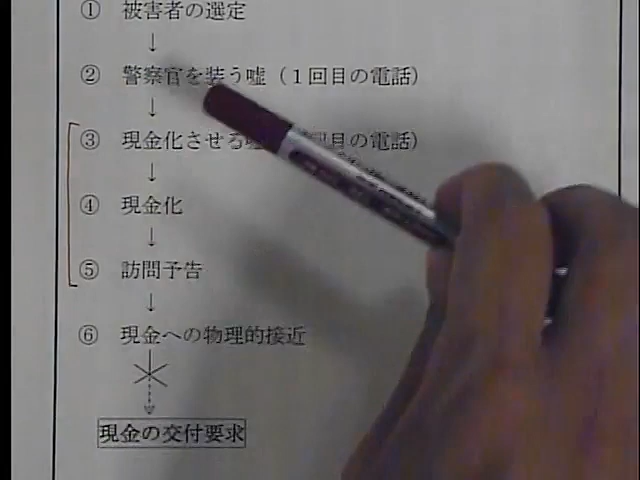 ① 被害者の選定
↓
② 警察官を装う嘘（１回目の電話）
↓
③ 現金化させる嘘 回目の電話）
↓
④ 現金化
↓
⑤ 訪問予告
↓
⑥ 現金への物理的接近
現金の交付要求